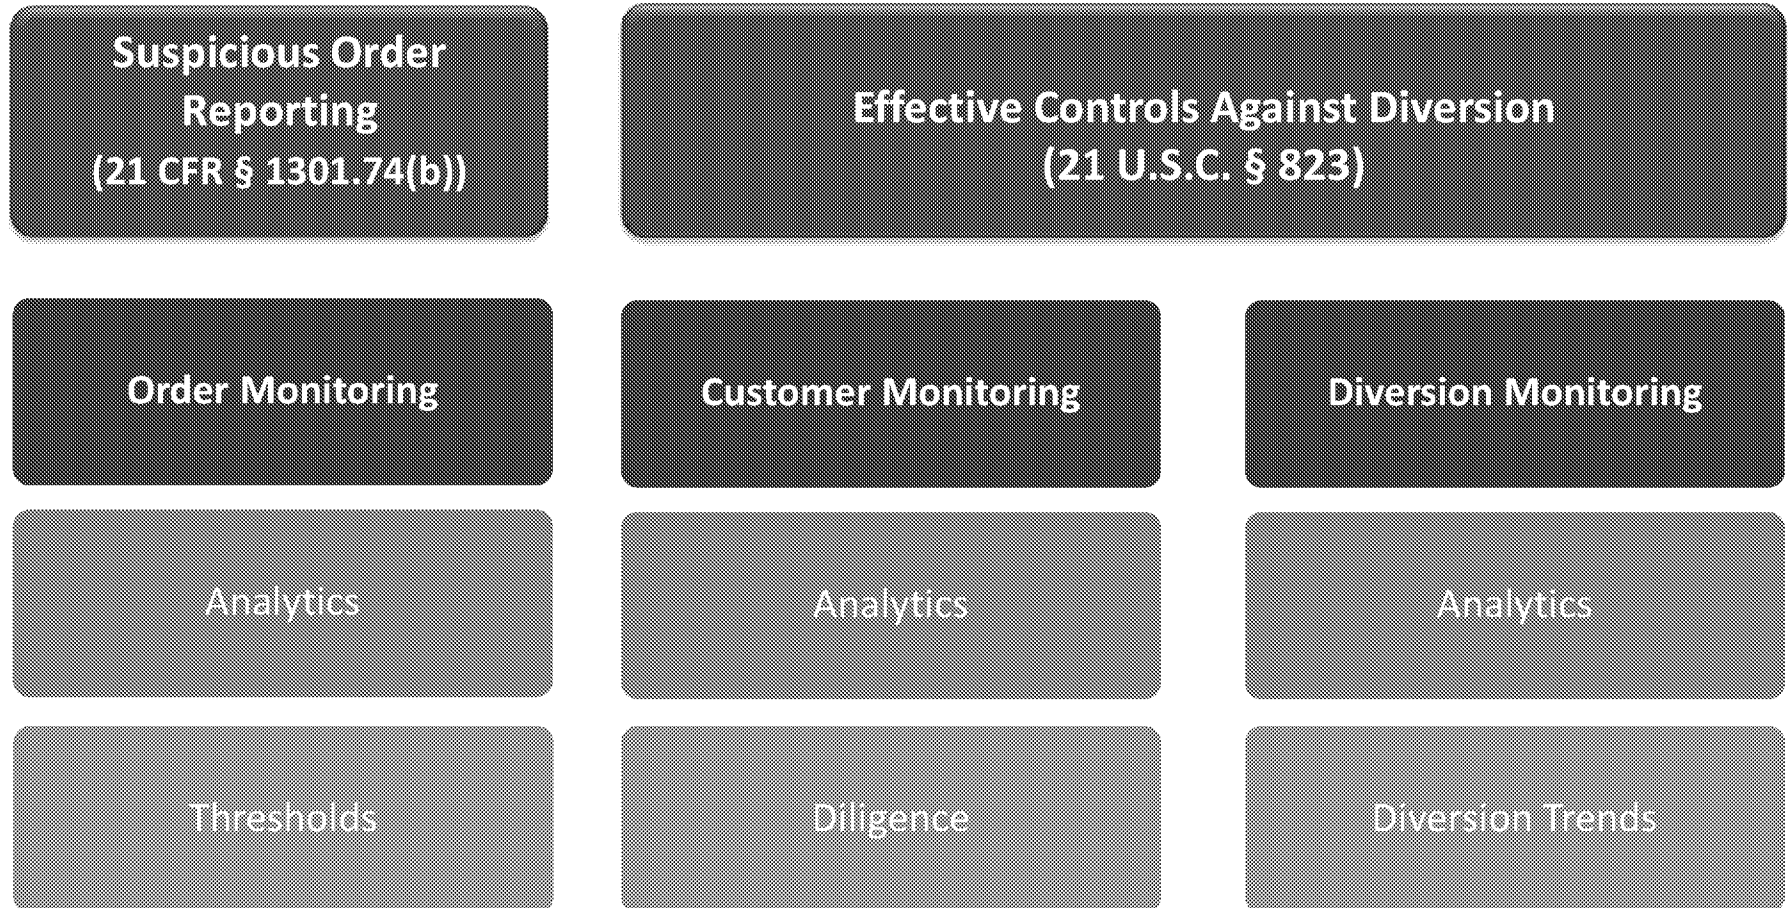 Suspicious Order
Reporting
(21 CFR § 1301.74(b))
Effective Controls Against Diversion
(21 U.S.C. § 823)
Order Monitoring
Customer Monitoring
Diversion Monitoring
Analytics
Analytics
Analytics
Thresholds
Diligence
Diversion Trends